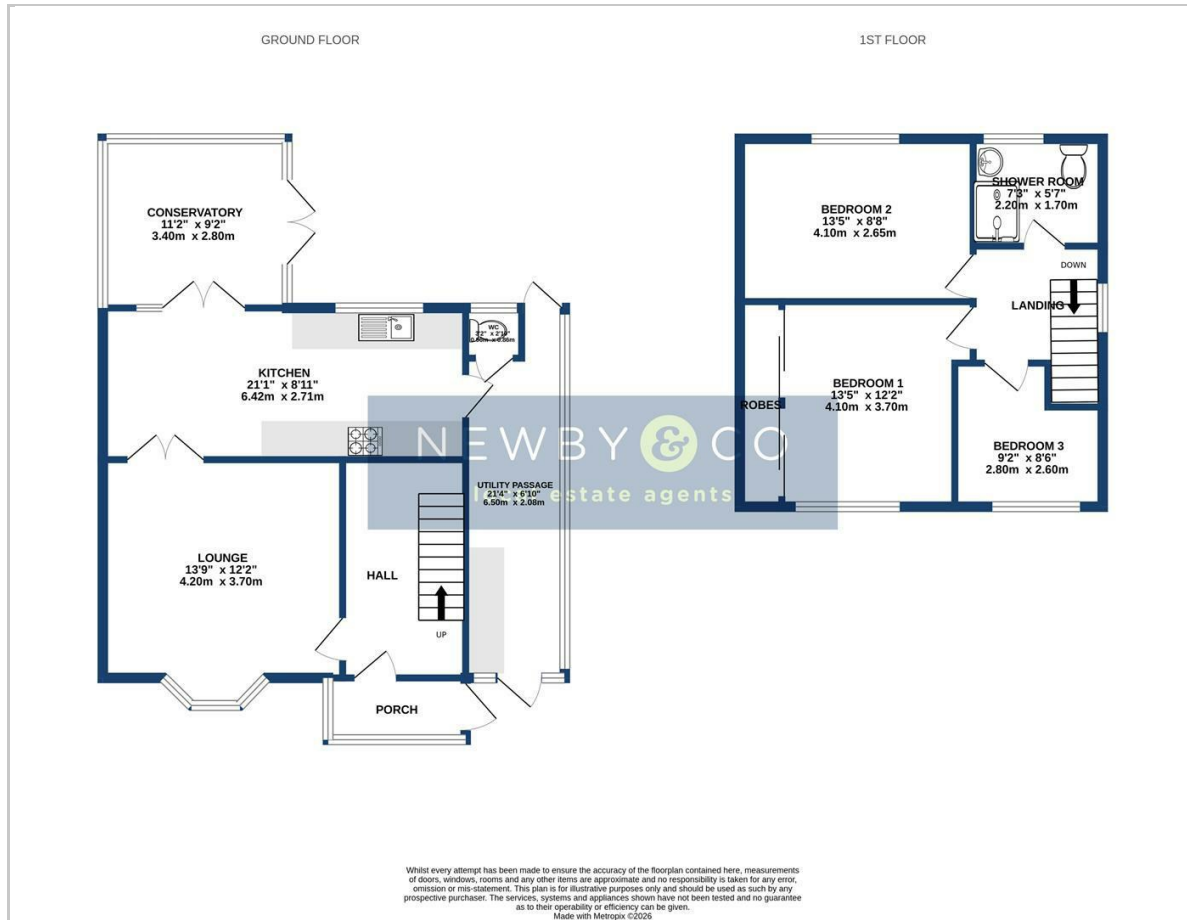 GROUND FLOOR
CONSERVATORY
11'2" x 9'2"
3.40m x 2.80m
WC
KITCHEN
21'1" x 8'11"
6.42m x 2.71m
UTILITY PASSAGE
21'4" x 6'10"
6.50m x 2.08m
LOUNGE
13'9" x 12'2"
4.20m x 3.70m
HALL
UP
PORCH
1ST FLOOR
BEDROOM 2
13'5" x 8'8"
4.10m x 2.65m
SHOWER ROOM
7'3" x 5'7"
2.20m x 1.70m
DOWN
LANDING
BEDROOM 1
13'5" x 12'2"
4.10m x 3.70m
ROBES
BEDROOM 3
9'2" x 8'6"
2.80m x 2.60m
NEWBY & CO
local estate agents
Whilst every attempt has been made to ensure the accuracy of the floorplan contained here, measurements
of doors, windows, rooms and any other items are approximate and no responsibility is taken for any error,
omission or mis-statement. This plan is for illustrative purposes only and should be used as such by any
prospective purchaser. The services, systems and appliances shown have not been tested and no guarantee
as to their operability or efficiency can be given.
Made with Metropix ©2026